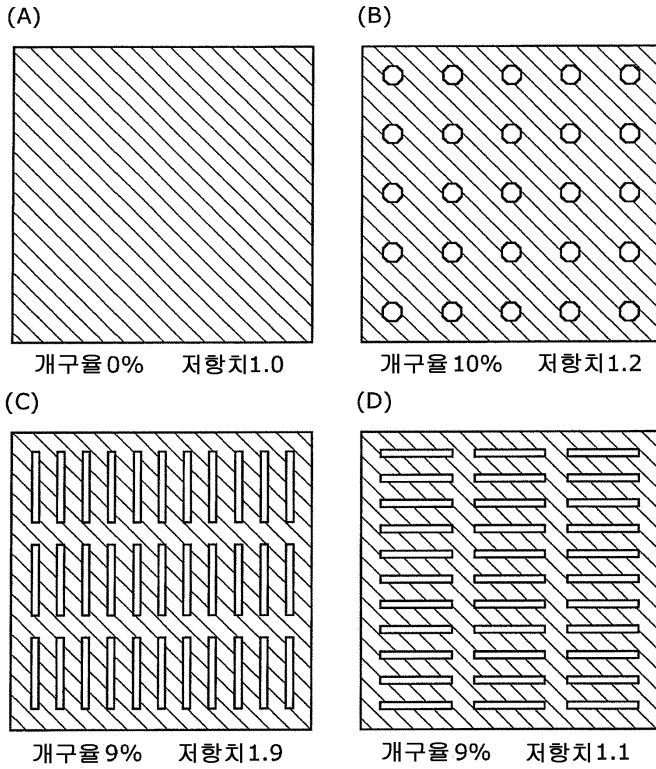 (A)
(B)
개구율 0% 저항치1.0
개구율 10% 저항치1.2
(C)
(D)
개구율 9% 저항치1.9
개구율 9% 저항치1.1